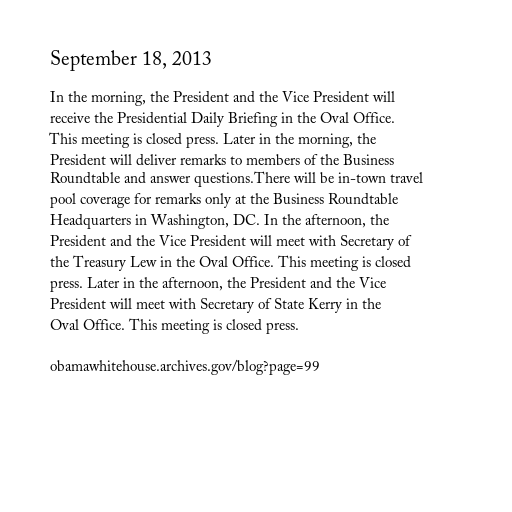 September 18, 2013
In the morning, the President and the Vice President will
receive the Presidential Daily Briefing in the Oval Office.
This meeting is closed press. Later in the morning, the
President will deliver remarks to members of the Business
Roundtable and answer questions.There will be in-town travel
pool coverage for remarks only at the Business Roundtable
Headquarters in Washington, DC. In the afternoon, the
President and the Vice President will meet with Secretary of
the Treasury Lew in the Oval Office. This meeting is closed
press. Later in the afternoon, the President and the Vice
President will meet with Secretary of State Kerry in the
Oval Office. This meeting is closed press.
obamawhitehouse.archives.gov/blog?page=99